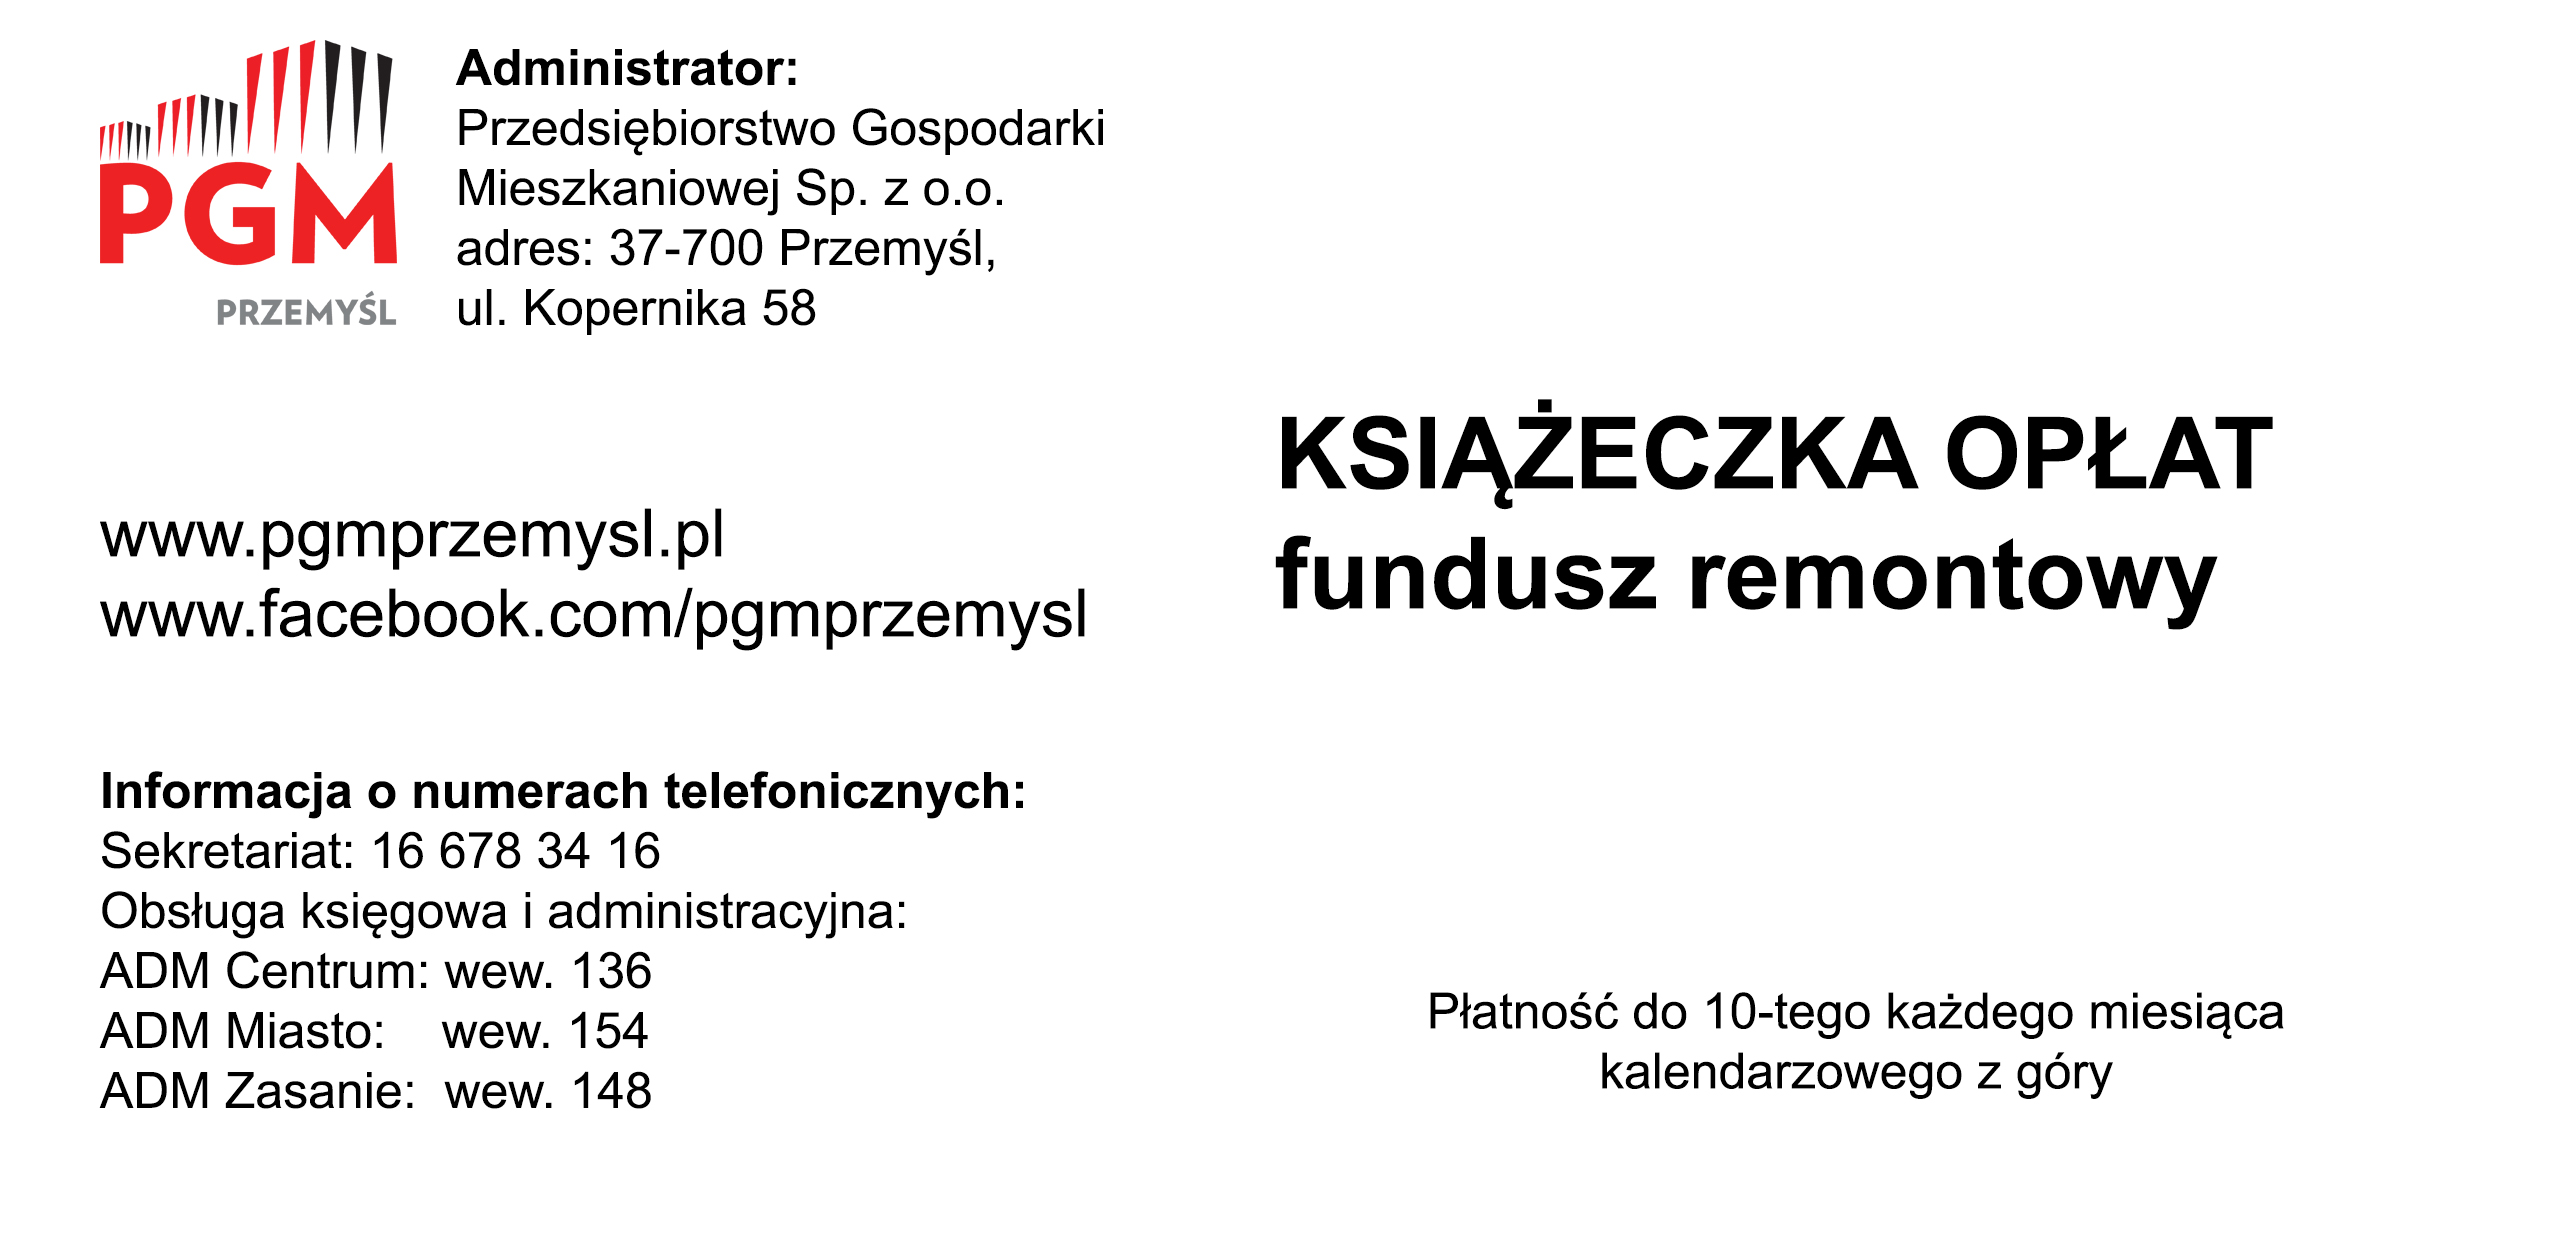 PGM
PRZEMYŚL
Administrator:
Przedsiębiorstwo Gospodarki
Mieszkaniowej Sp. z o.o.
adres: 37-700 Przemyśl,
ul. Kopernika 58
www.pgmprzemysl.pl
www.facebook.com/pgmprzemysl
Informacja o numerach telefonicznych:
Sekretariat: 16 678 34 16
Obsługa księgowa i administracyjna:
ADM Centrum: wew. 136
ADM Miasto: wew. 154
ADM Zasanie: wew. 148
KSIĄŻECZKA OPŁAT
fundusz remontowy
Płatność do 10-tego każdego miesiąca
kalendarzowego z góry